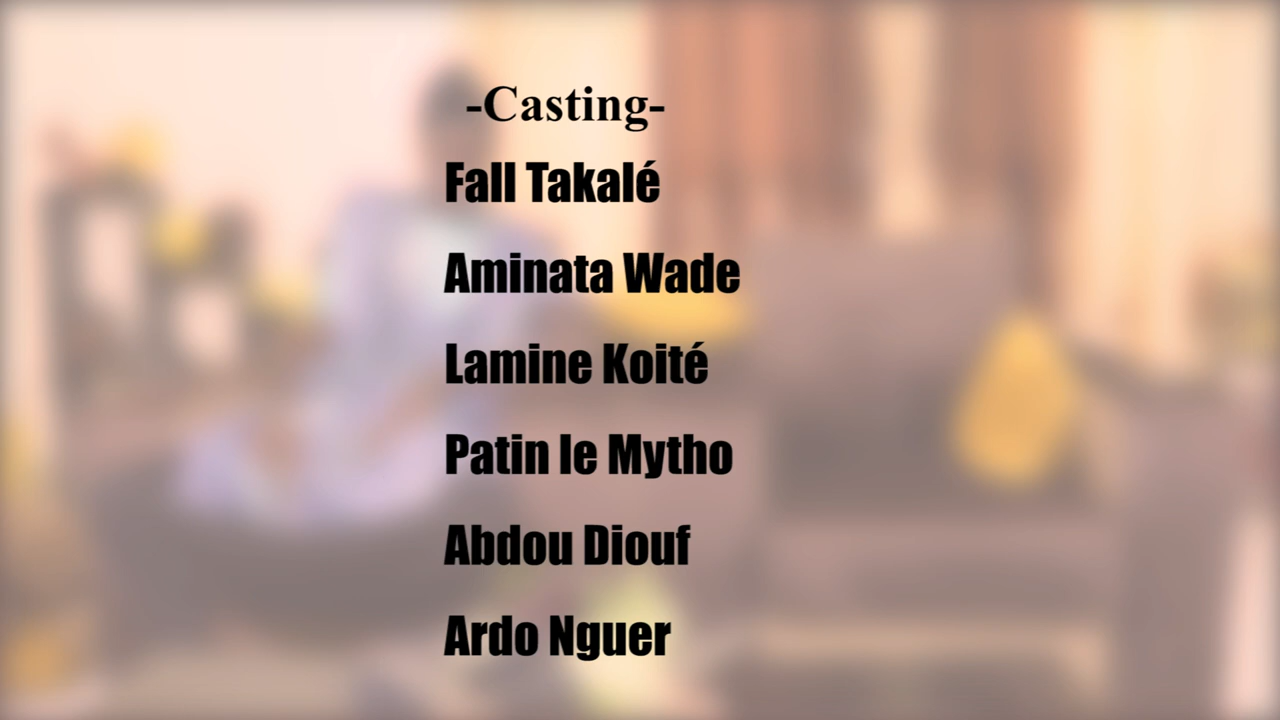 -Casting-
Fall Takalé
Aminata Wade
Lamine Koité
Patin le Mytho
Abdou Diouf
Ardo Nguer